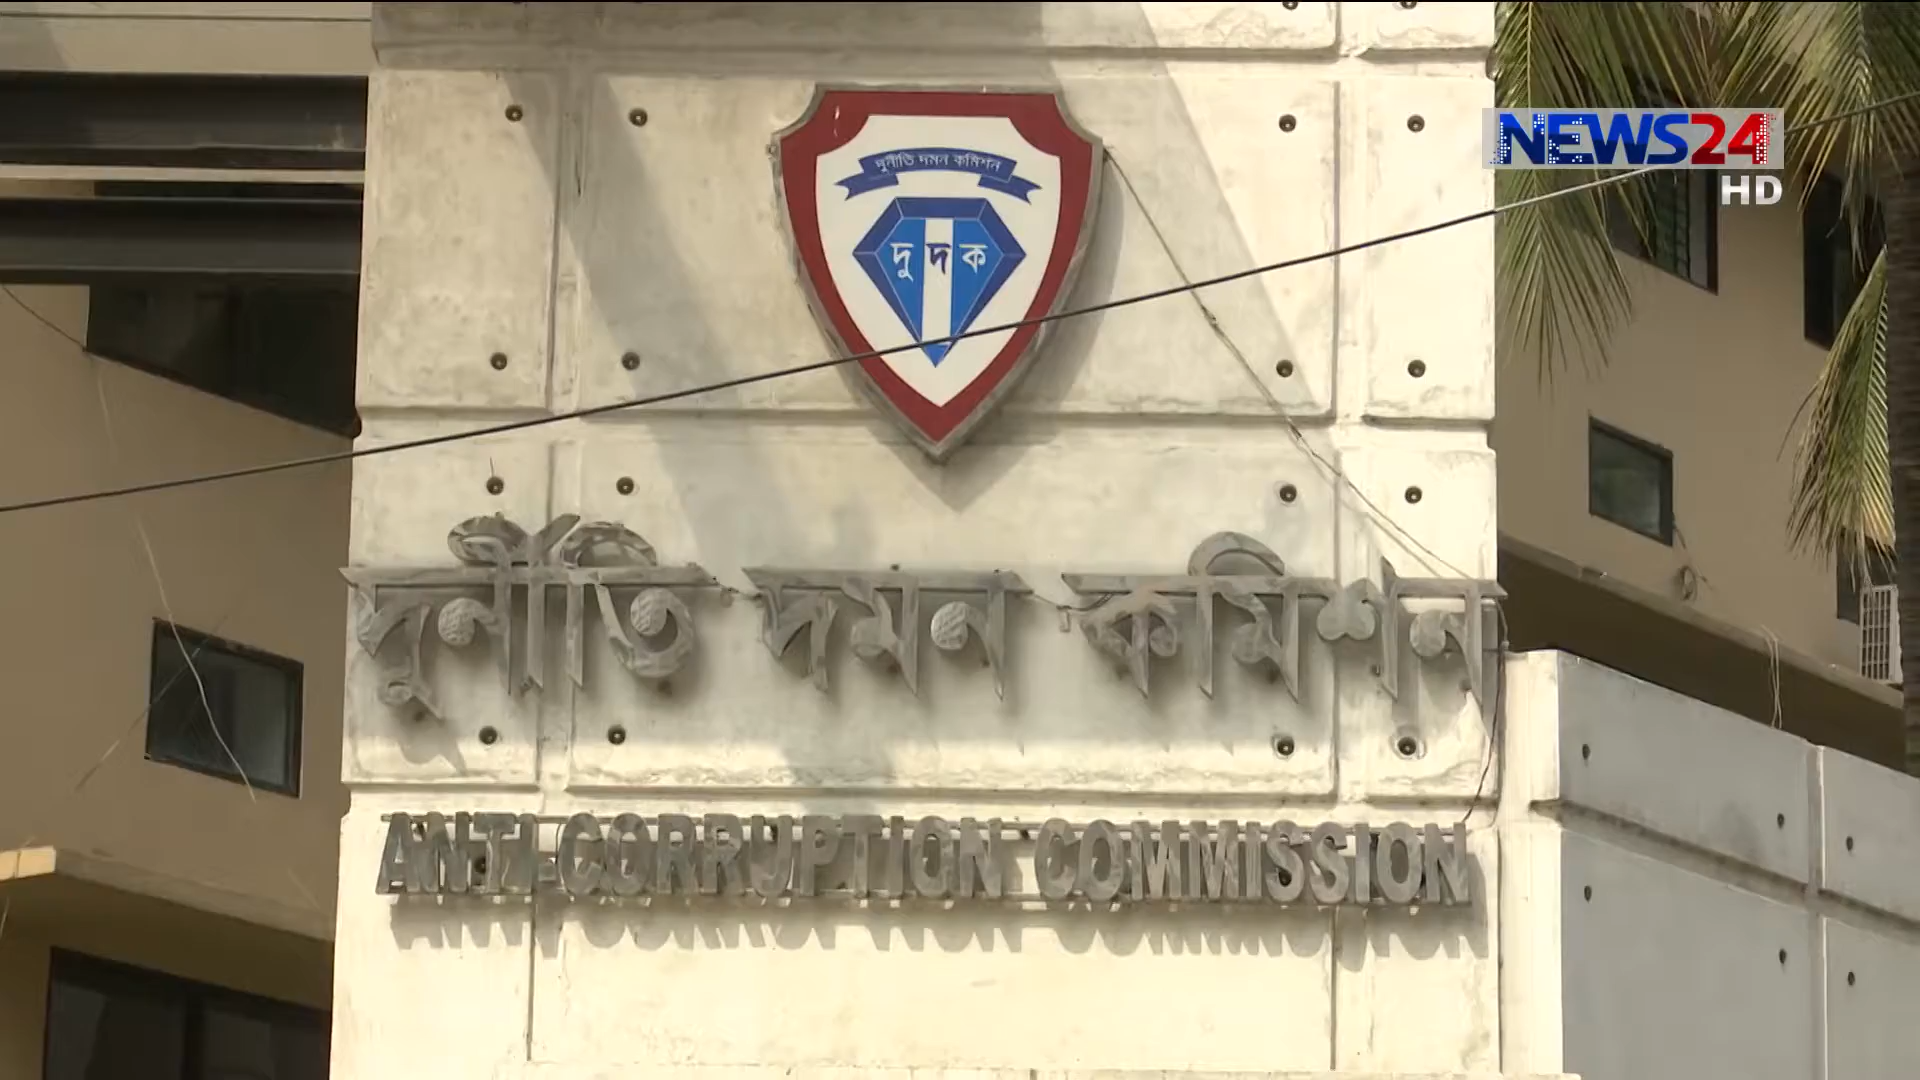 NEWS24
HD
দুর্নীতি দমন কমিশন
দুদক
দুর্নীতি দমন কমিশন
ANTI-CORRUPTION COMMISSION